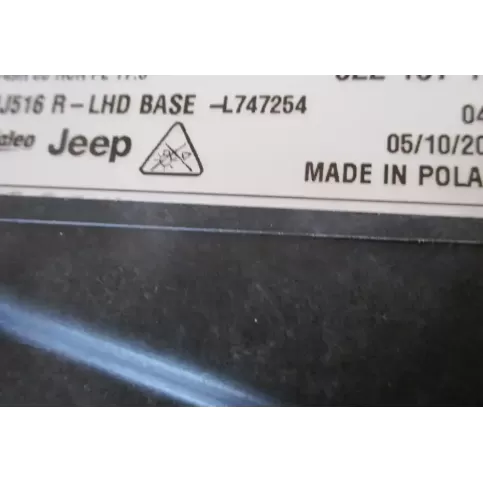 J516 R-LHD BASE -L747254
04
Jeep
05/10/20
MADE IN POLA